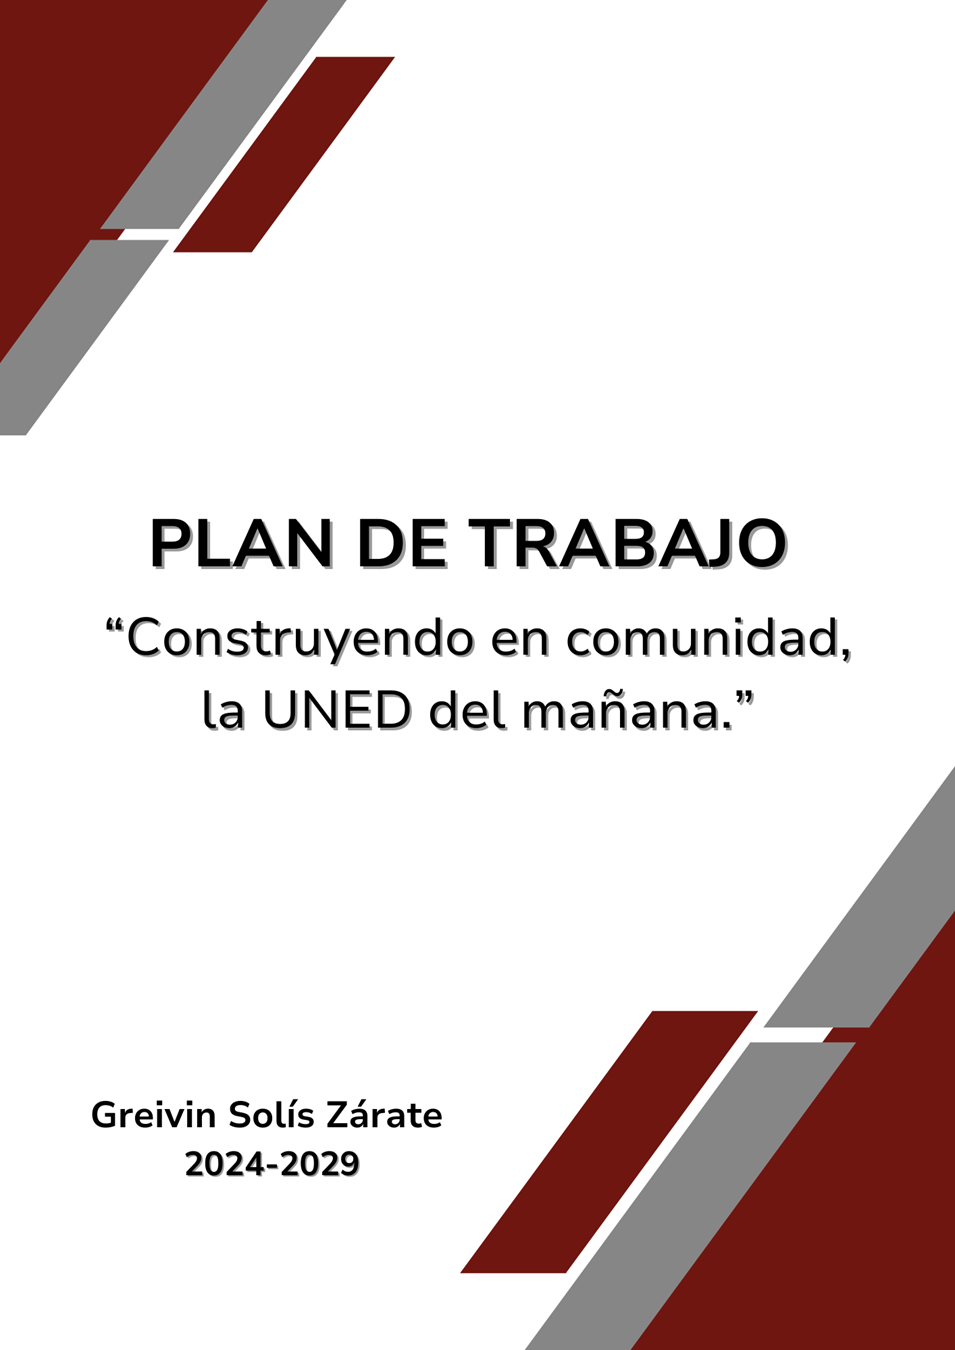 PLAN DE TRABAJO
“Construyendo en comunidad,
la UNED del mañana.”
Greivin Solís Zárate
2024-2029